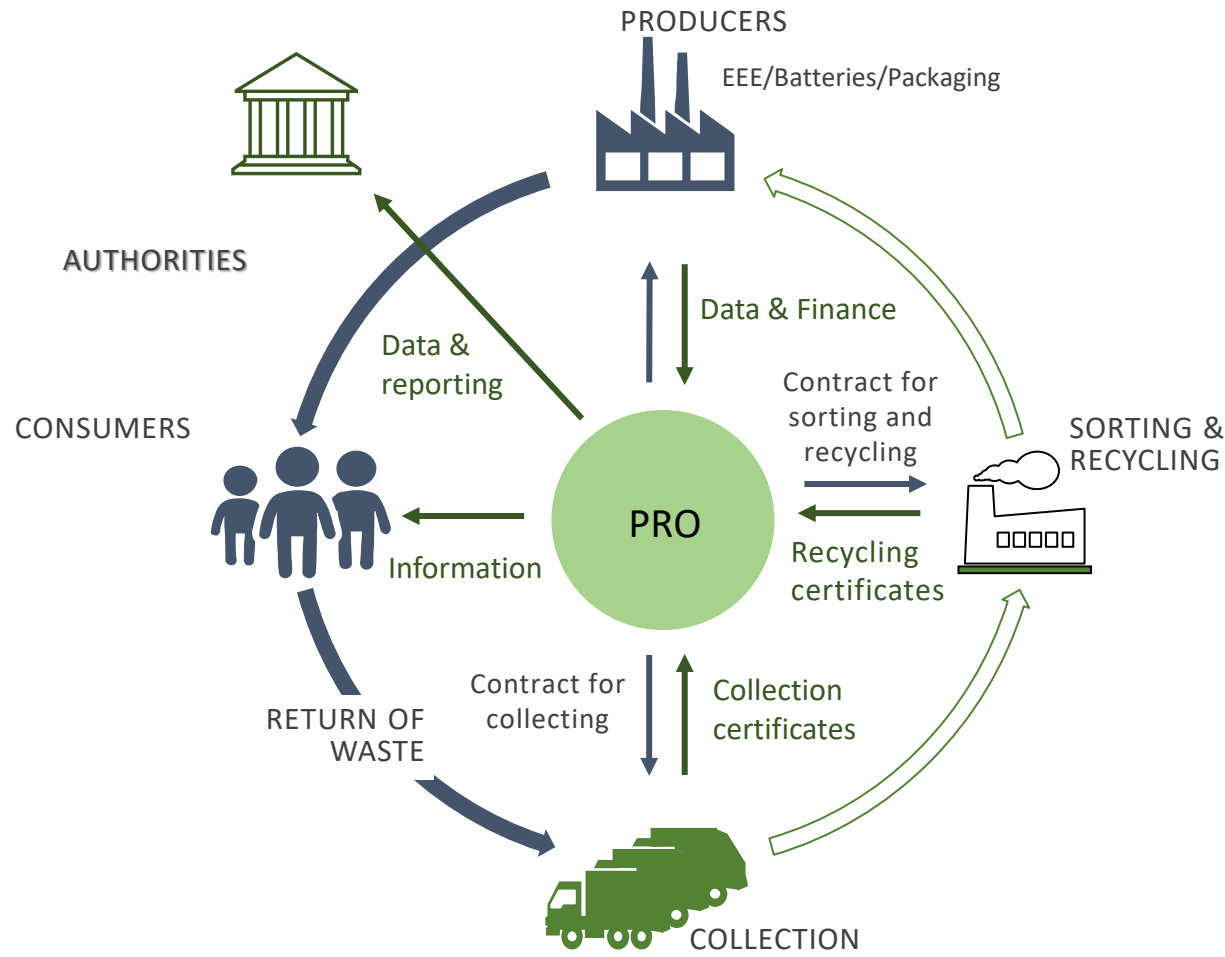 PRODUCERS
EEE/Batteries/Packaging
AUTHORITIES
Data & Finance
Data &
reporting
Contract for
sorting and
recycling
CONSUMERS
SORTING &
RECYCLING
PRO
Information
Recycling
certificates
Contract for
collecting
Collection
certificates
RETURN OF
WASTE
COLLECTION